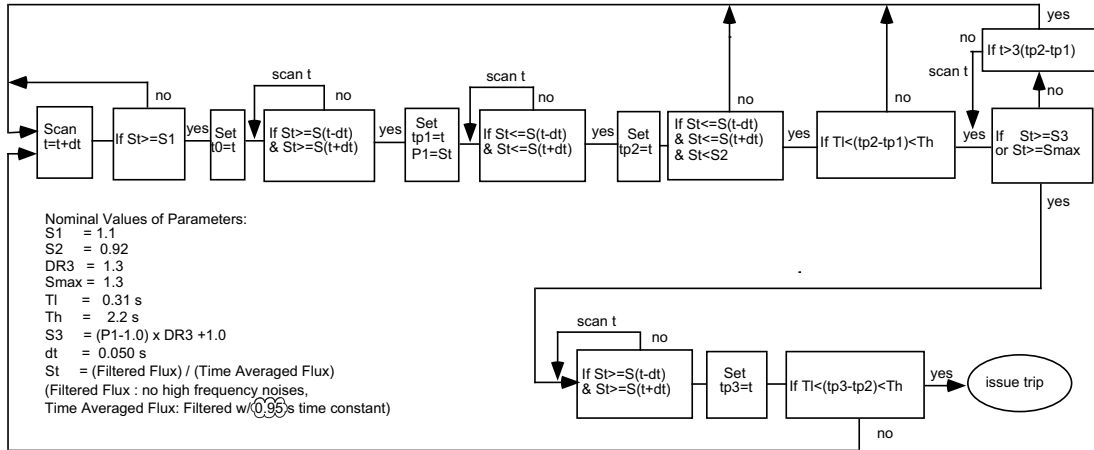 yes
no
If t>3(tp2-tp1)
scan t
scan t
scan t
no
no
no
no
no
Scan
t=t+dt
If St>=S1
yes
Set
t0=t
If St>=S(t-dt)
& St>=S(t+dt)
yes
Set
tp1=t
P1=St
If St<=S(t-dt)
& St<=S(t+dt)
yes
Set
tp2=t
If St<=S(t-dt)
& St<=S(t+dt)
& St<S2
yes
If Tl<(tp2-tp1)<Th
yes
If St>=S3
or St>=Smax
no
yes
Nominal Values of Parameters:
S1 = 1.1
S2 = 0.92
DR3 = 1.3
Smax = 1.3
Tl = 0.31 s
Th = 2.2 s
S3 = (P1-1.0) x DR3 +1.0
dt = 0.050 s
St = (Filtered Flux) / (Time Averaged Flux)
(Filtered Flux : no high frequency noises,
Time Averaged Flux: Filtered w/ 0.95 s time constant)
scan t
no
If St>=S(t-dt)
& St>=S(t+dt)
Set
tp3=t
If Tl<(tp3-tp2)<Th
yes
issue trip
no